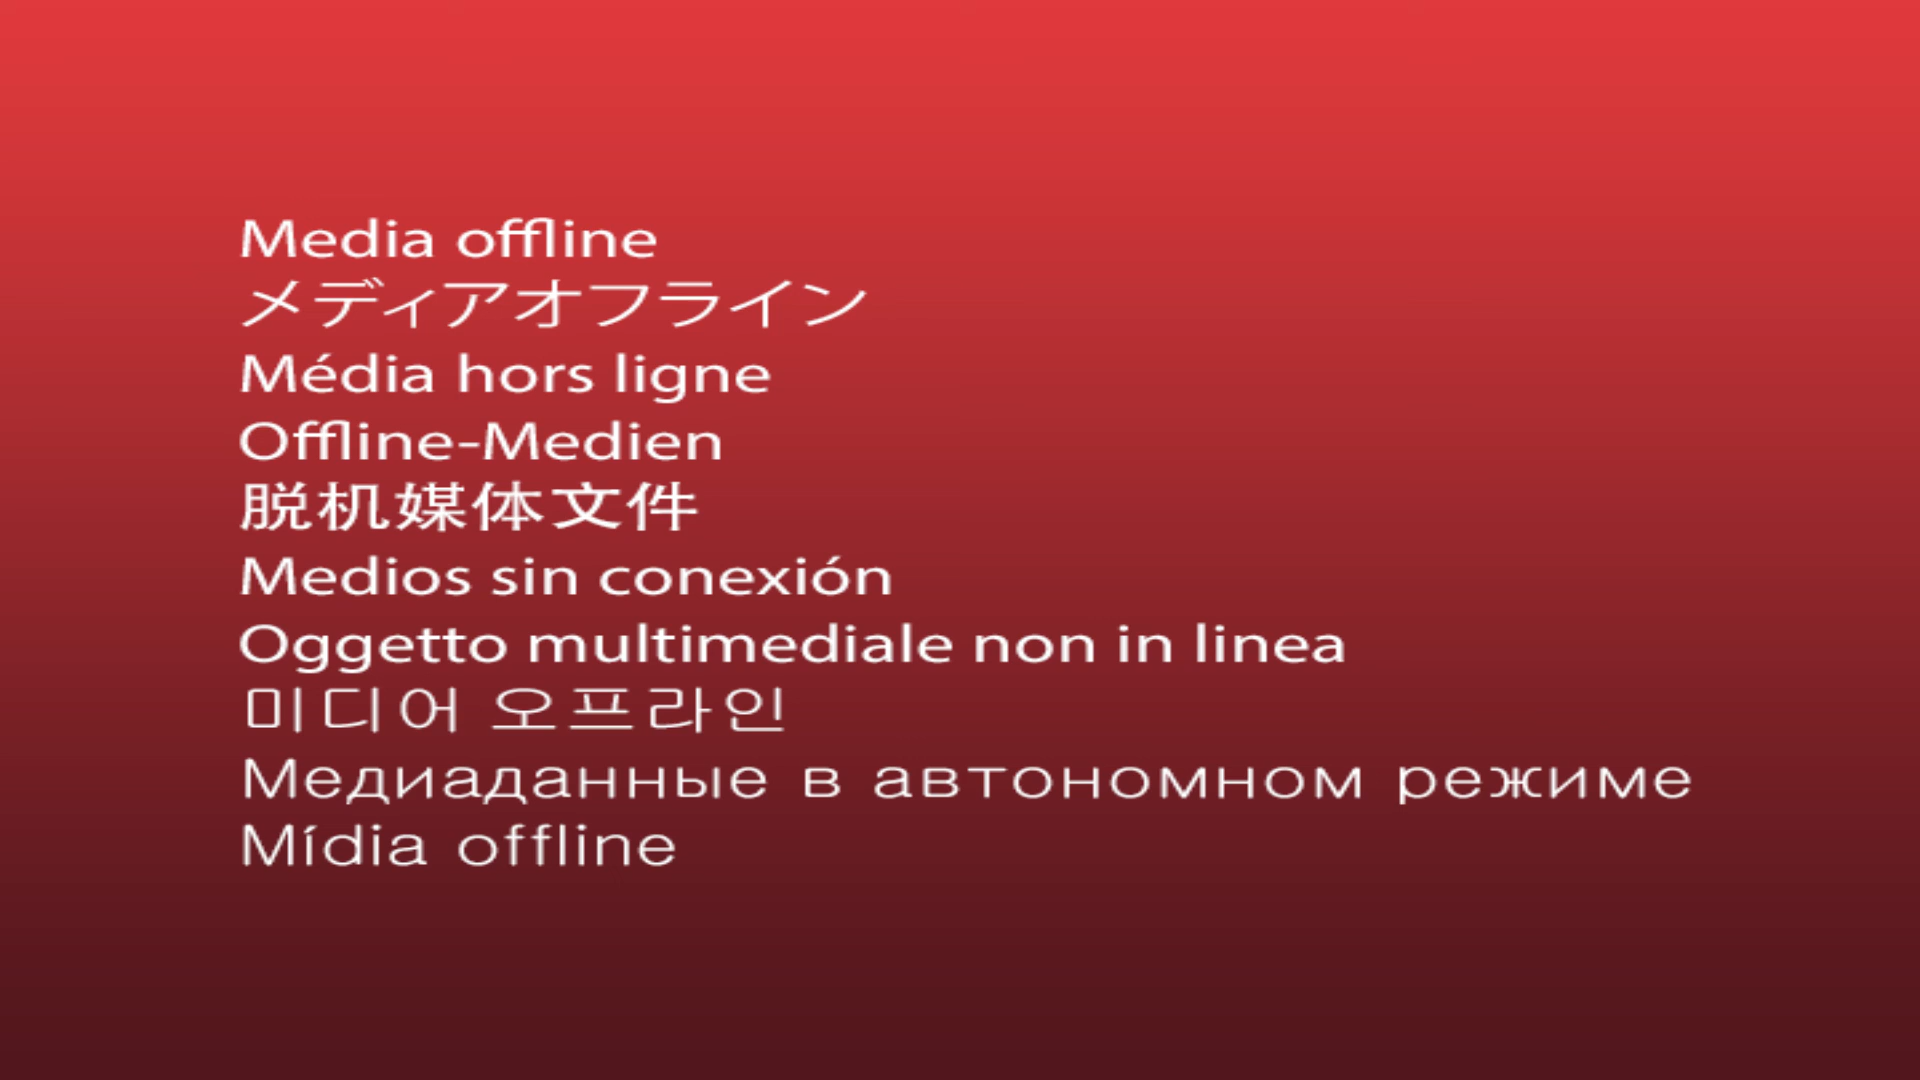 Media offline
メディアオフライン
Média hors ligne
Offline-Medien
脱机媒体文件
Medios sin conexión
Oggetto multimediale non in linea
미디어 오프라인
Медиаданные в автономном режиме
Mídia offline